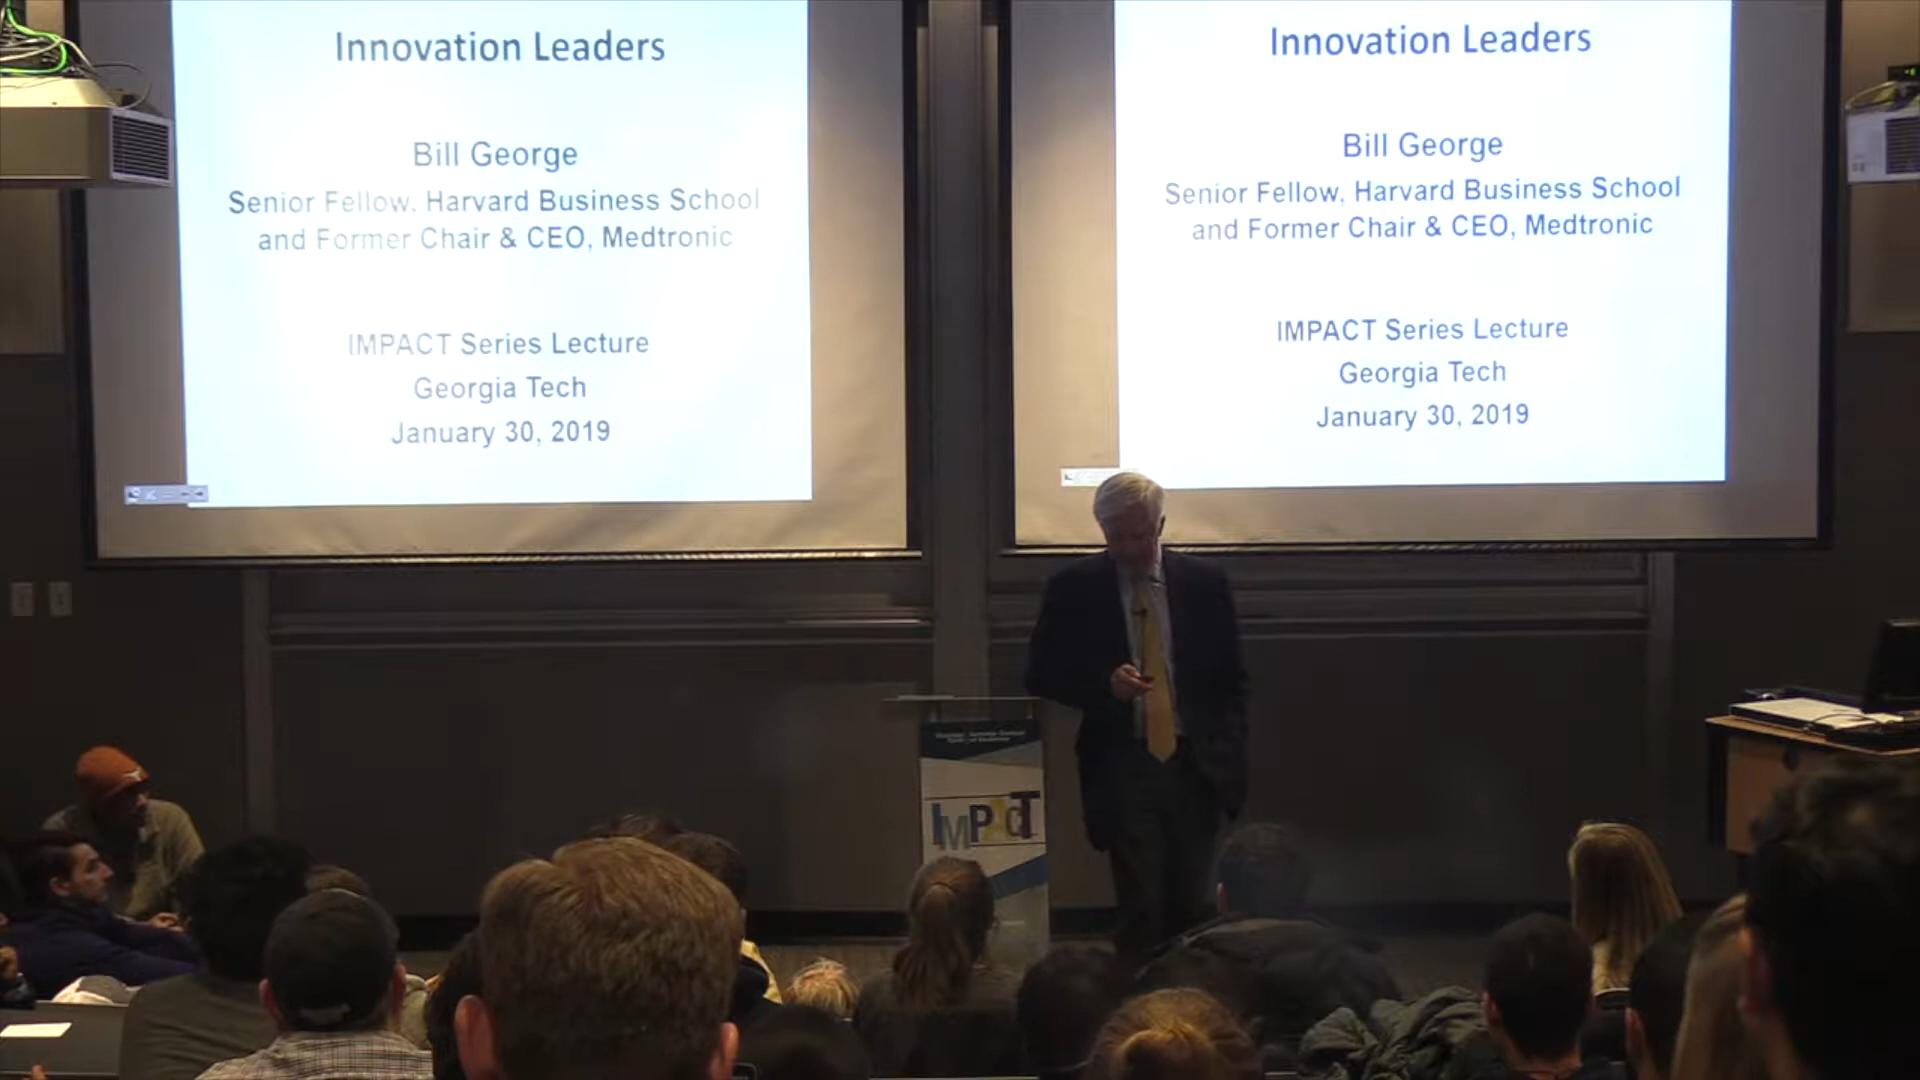 Innovation Leaders
Bill George
Senior Fellow, Harvard Business School
and Former Chair & CEO, Medtronic
IMPACT Series Lecture
Georgia Tech
January 30, 2019
Innovation Leaders
Bill George
Senior Fellow, Harvard Business School
and Former Chair & CEO, Medtronic
IMPACT Series Lecture
Georgia Tech
January 30, 2019
IMPACT